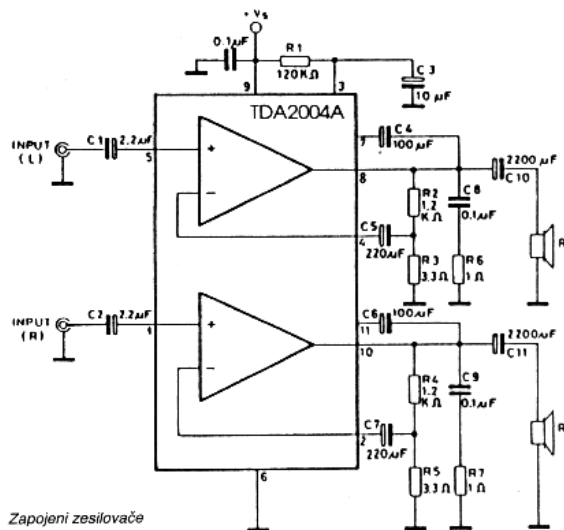 + Vs
0.1µF
R1
120KΩ
9
3
C3
10µF
TDA2004A
INPUT
(L)
C1
2.2µF
5
+
−
7
C4
100µF
8
2200µF
C10
R2
1.2
KΩ
C8
0.1µF
C5
220µF
4
R3
3.3Ω
R6
1Ω
R
INPUT
(R)
C2
2.2µF
1
+
−
C6
100µF
11
10
2200µF
C11
R4
1.2
KΩ
C9
0.1µF
C7
220µF
2
R5
3.3Ω
R7
1Ω
R
6
Zapojeni zesilovače